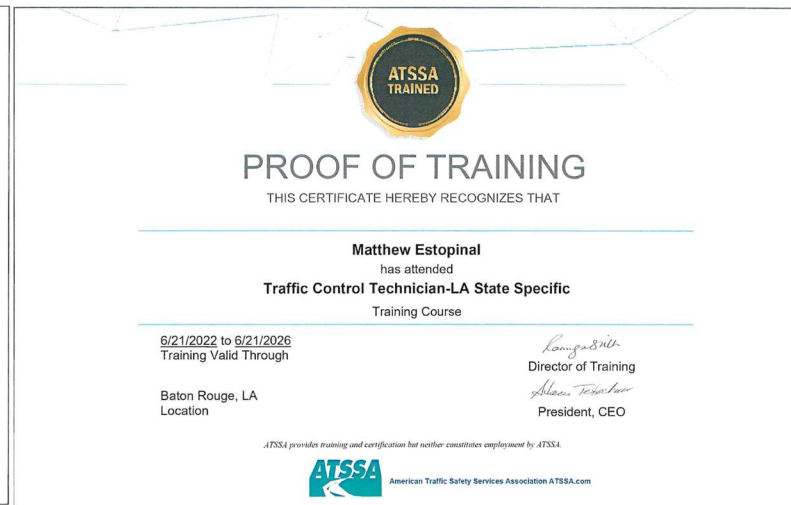 ATSSA
TRAINED
PROOF OF TRAINING
THIS CERTIFICATE HEREBY RECOGNIZES THAT
Matthew Estopinal
has attended
Traffic Control Technician-LA State Specific
Training Course
6/21/2022 to 6/21/2026
Training Valid Through
Director of Training
Baton Rouge, LA
Location
President, CEO
ATSSA provides training and certification but neither constitutes employment by ATSSA.
ATSSA
American Traffic Safety Services Association ATSSA.com